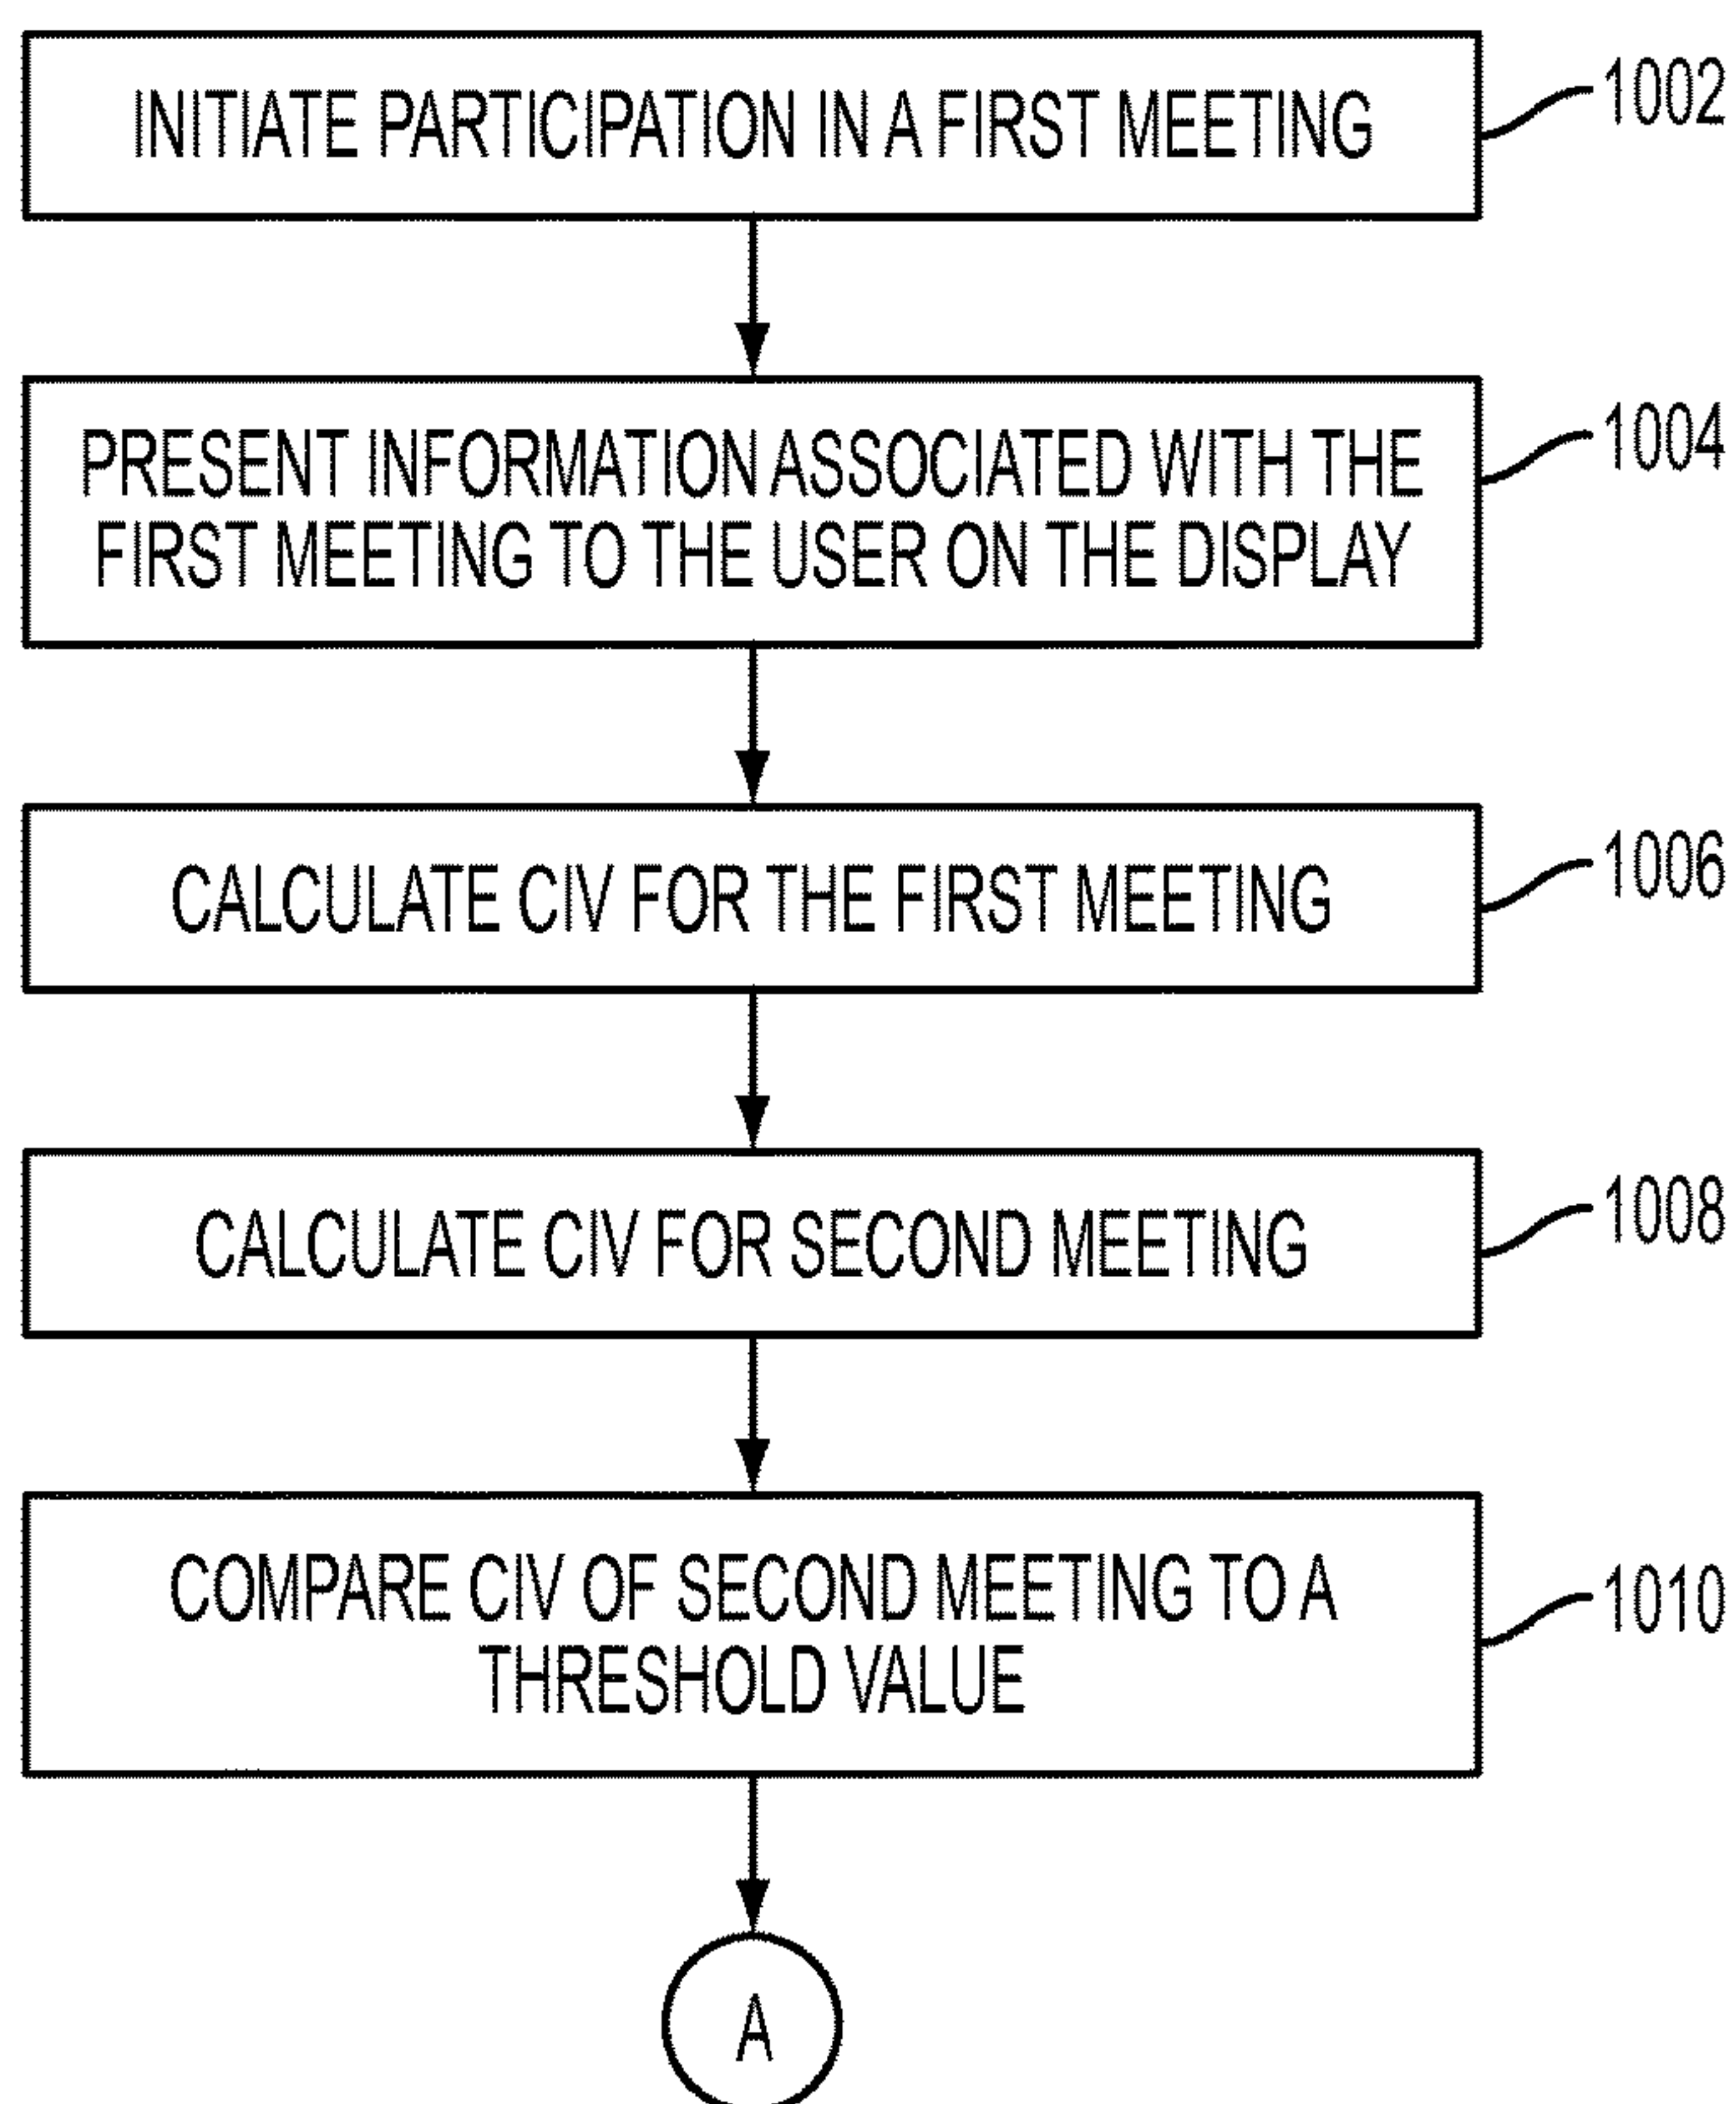 INITIATE PARTICIPATION IN A FIRST MEETING
1002
PRESENT INFORMATION ASSOCIATED WITH THE
FIRST MEETING TO THE USER ON THE DISPLAY
1004
CALCULATE CIV FOR THE FIRST MEETING
1006
CALCULATE CIV FOR SECOND MEETING
1008
COMPARE CIV OF SECOND MEETING TO A
THRESHOLD VALUE
1010
A